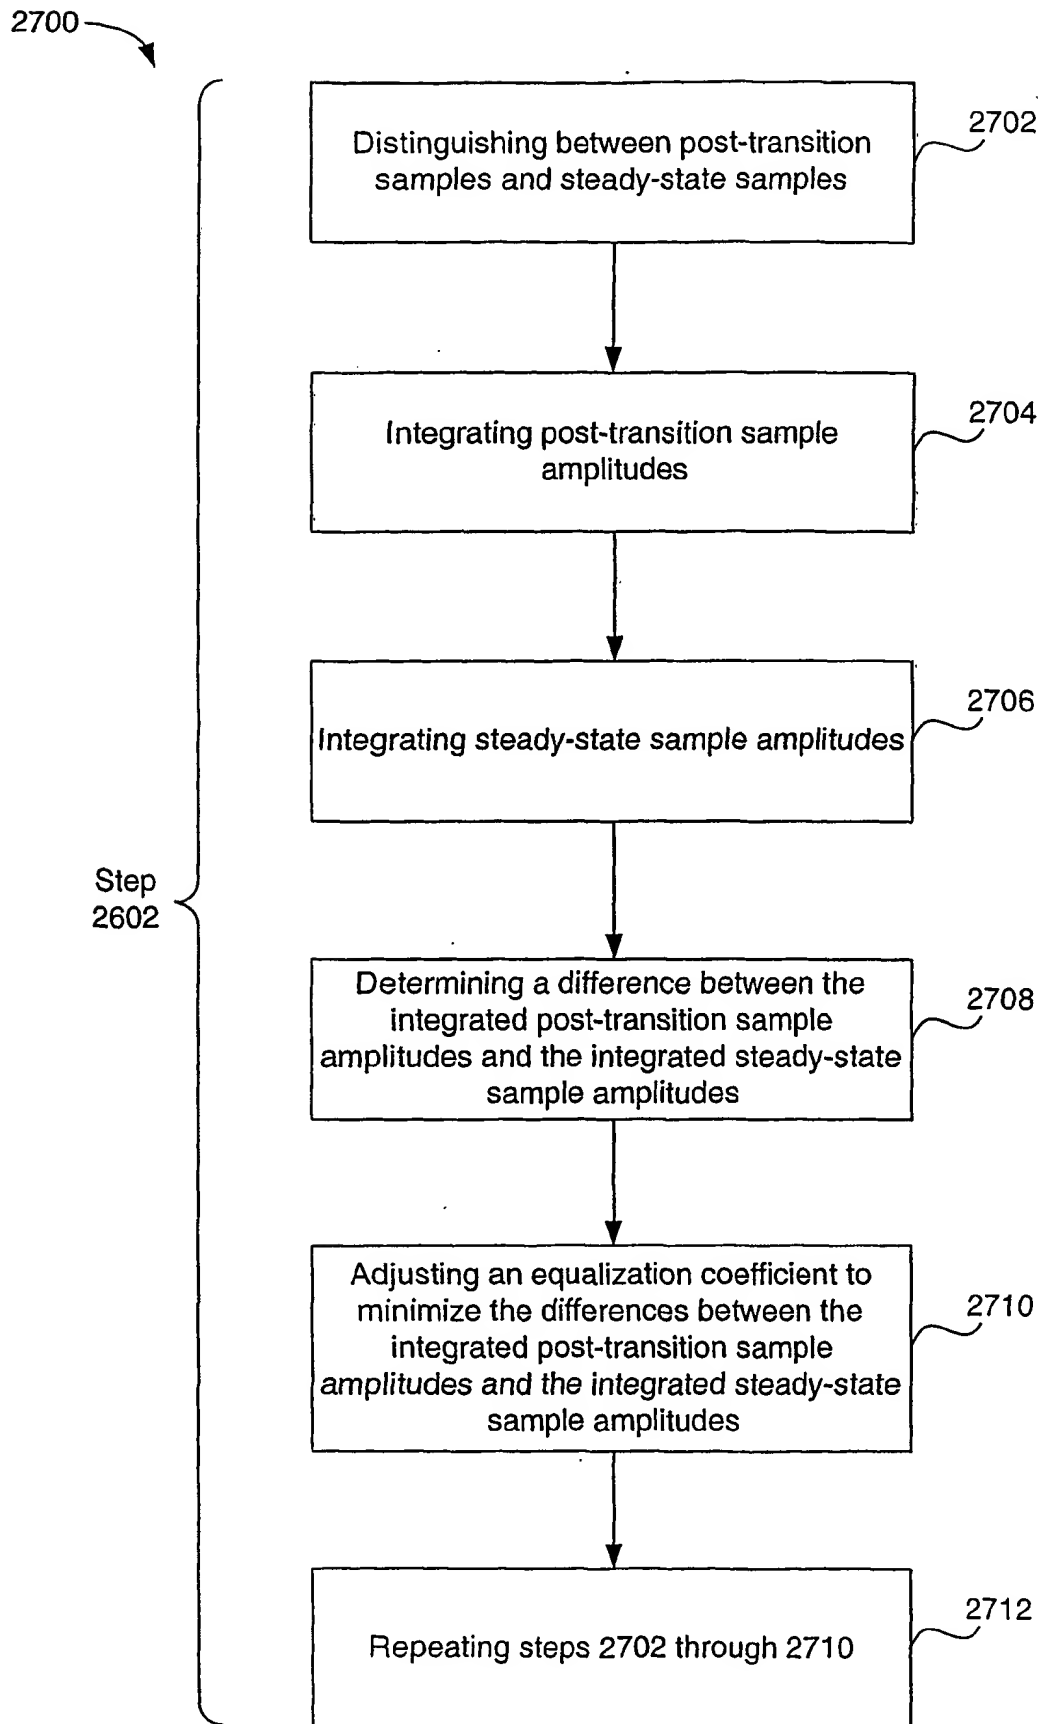 2700
Distinguishing between post-transition
samples and steady-state samples
2702
Integrating post-transition sample
amplitudes
2704
Integrating steady-state sample amplitudes
2706
Step
2602
Determining a difference between the
integrated post-transition sample
amplitudes and the integrated steady-state
sample amplitudes
2708
Adjusting an equalization coefficient to
minimize the differences between the
integrated post-transition sample
amplitudes and the integrated steady-state
sample amplitudes
2710
Repeating steps 2702 through 2710
2712